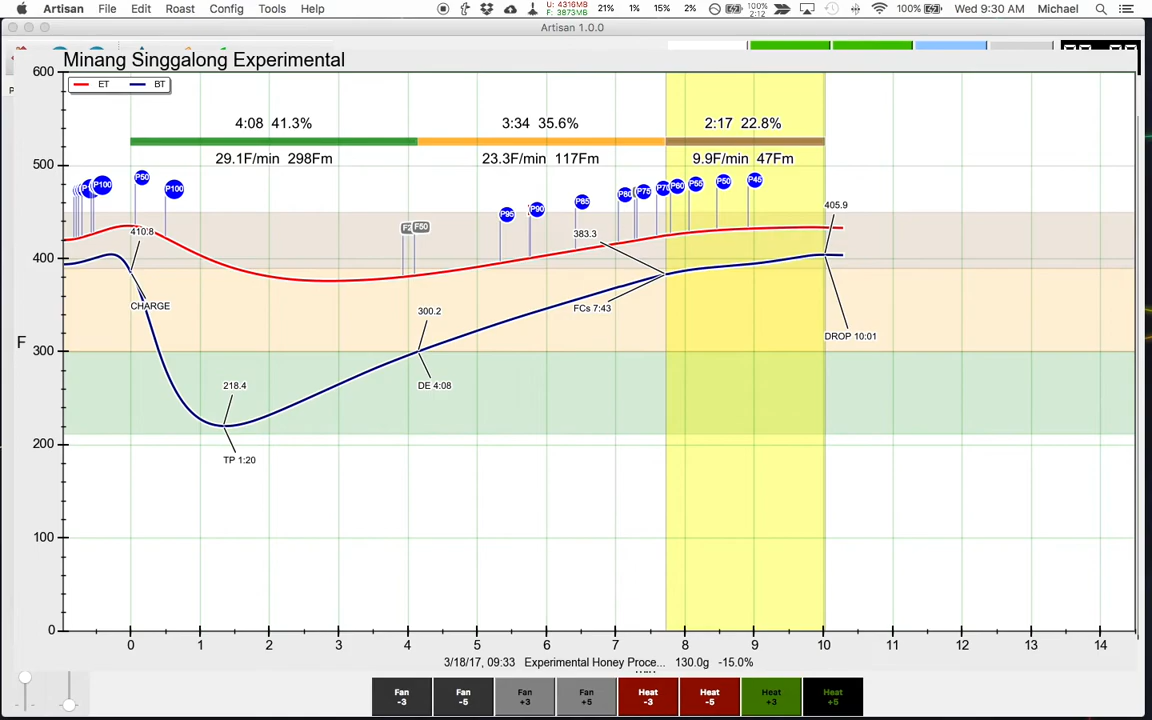 Artisan File Edit Roast Config Tools Help U: 4316MB F: 3873MB 21% 1% 15% 2% 100% 2:12 100% Wed 9:30 AM Michael
Artisan 1.0.0
Minang Singgalong Experimental
600
ET BT
4:08 41.3% 3:34 35.6% 2:17 22.8%
29.1F/min 298Fm 23.3F/min 117Fm 9.9F/min 47Fm
500
P100 P50 P100 P95 P90 P85 P80 P75 P60 P55 P50 P45
F50
410.8 383.3 405.9
400
CHARGE 300.2 FCs 7:43 DROP 10:01
F
300
218.4 DE 4:08
200
TP 1:20
100
0
0 1 2 3 4 5 6 7 8 9 10 11 12 13 14
min
3/18/17, 09:33 Experimental Honey Proce... 130.0g -15.0%
Fan -3 Fan -5 Fan +3 Fan +5 Heat -3 Heat -5 Heat +3 Heat +5